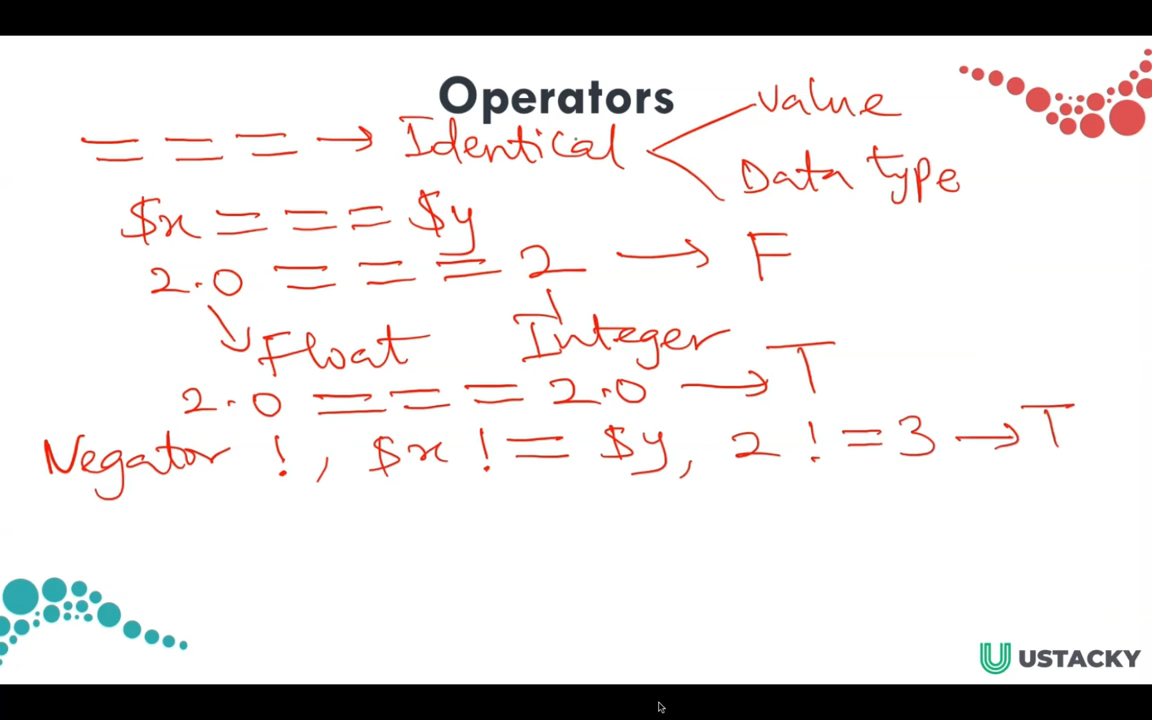 Operators
=== → Identical value
Data type
$x === $y
2.0 === 2 → F
Float Integer
2.0 === 2.0 → T
Negator !, $x != $y, 2 != 3 → T
USTACKY